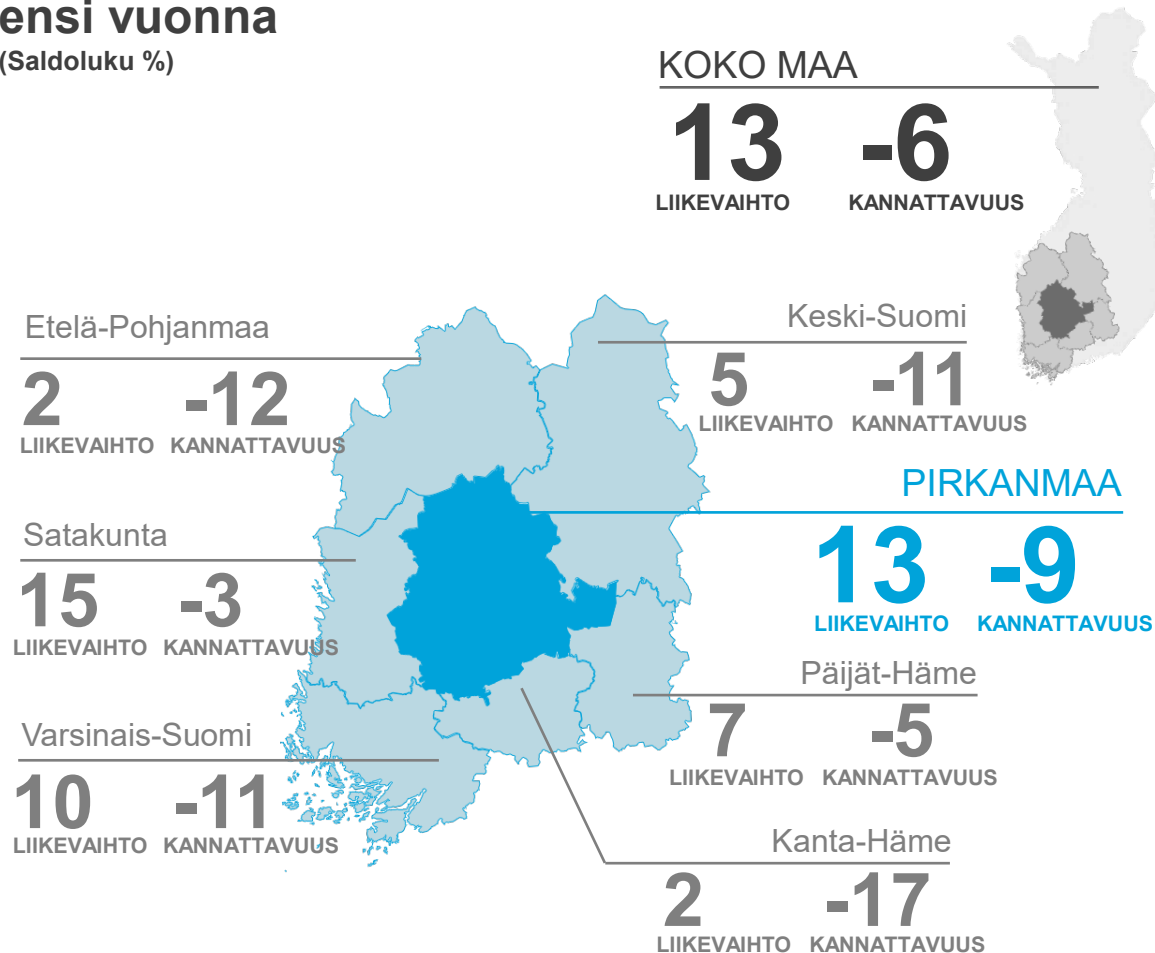 ensi vuonna
(Saldoluku %)
KOKO MAA
13 -6
LIIKEVAIHTO KANNATTAVUUS
Etelä-Pohjanmaa
2 -12
LIIKEVAIHTO KANNATTAVUUS
Keski-Suomi
5 -11
LIIKEVAIHTO KANNATTAVUUS
PIRKANMAA
13 -9
LIIKEVAIHTO KANNATTAVUUS
Satakunta
15 -3
LIIKEVAIHTO KANNATTAVUUS
Päijät-Häme
7 -5
LIIKEVAIHTO KANNATTAVUUS
Varsinais-Suomi
10 -11
LIIKEVAIHTO KANNATTAVUUS
Kanta-Häme
2 -17
LIIKEVAIHTO KANNATTAVUUS